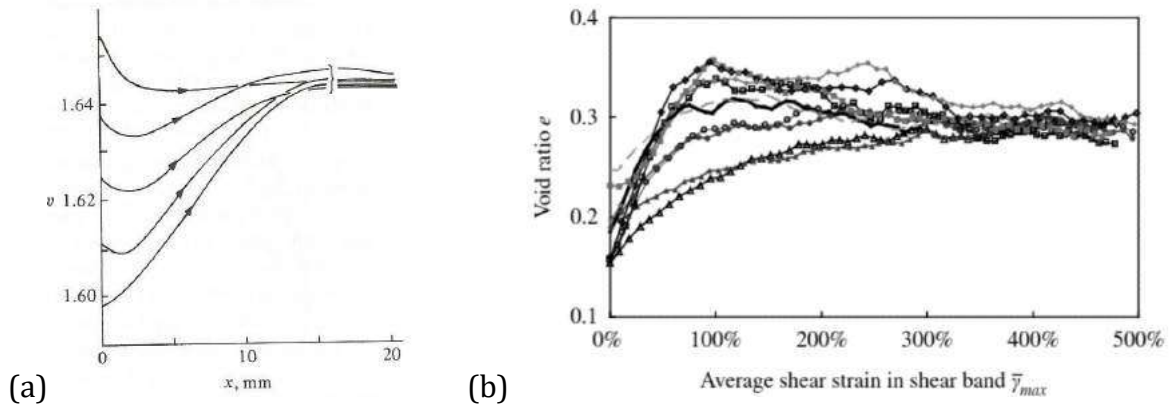 1.64
1.62
1.60
v
0
10
20
x, mm
(a)
0.4
0.3
0.2
0.1
Void ratio e
0%
100%
200%
300%
400%
500%
Average shear strain in shear band γ̅max
(b)